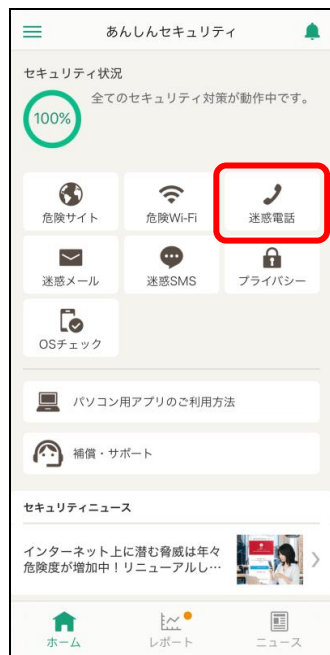 あんしんセキュリティ
セキュリティ状況
100%
全てのセキュリティ対策が動作中です。
危険サイト
危険Wi-Fi
迷惑電話
迷惑メール
迷惑SMS
プライバシー
OSチェック
パソコン用アプリのご利用方法
補償・サポート
セキュリティニュース
インターネット上に潜む脅威は年々
危険度が増加中！リニューアルし…
ホーム
レポート
ニュース